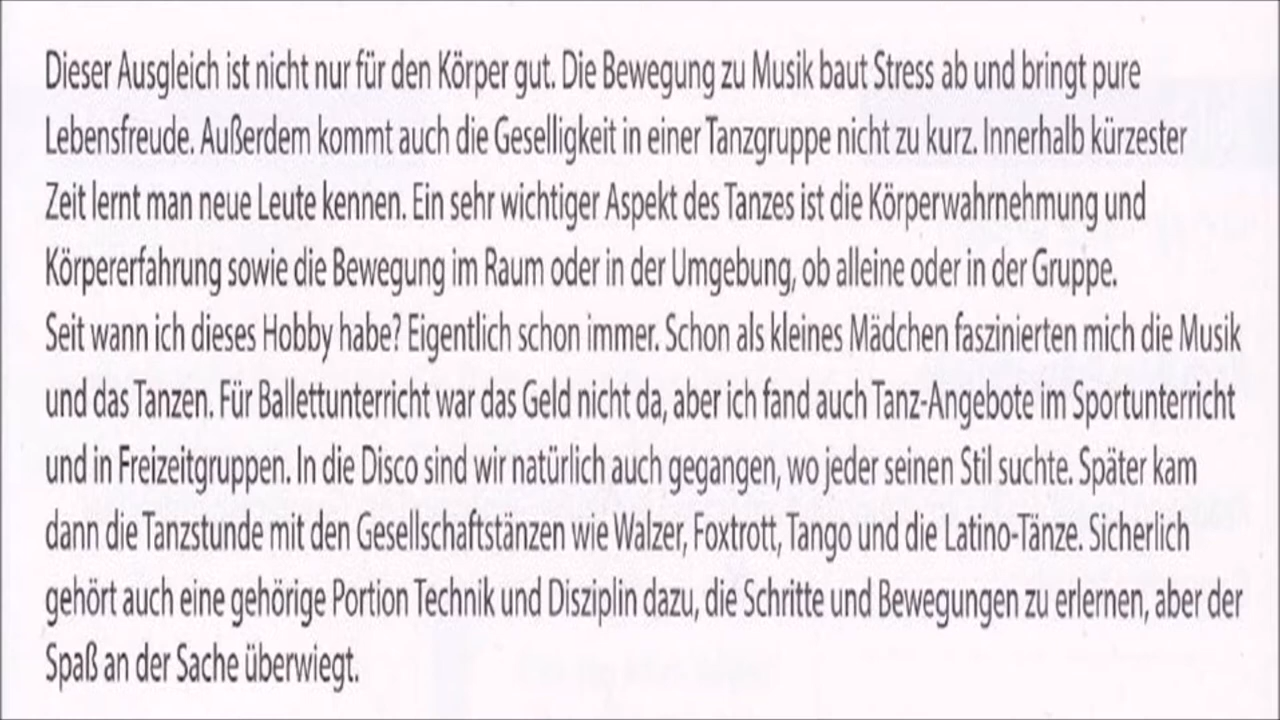 Dieser Ausgleich ist nicht nur für den Körper gut. Die Bewegung zu Musik baut Stress ab und bringt pure
Lebensfreude. Außerdem kommt auch die Geselligkeit in einer Tanzgruppe nicht zu kurz. Innerhalb kürzester
Zeit lernt man neue Leute kennen. Ein sehr wichtiger Aspekt des Tanzes ist die Körperwahrnehmung und
Körpererfahrung sowie die Bewegung im Raum oder in der Umgebung, ob alleine oder in der Gruppe.
Seit wann ich dieses Hobby habe? Eigentlich schon immer. Schon als kleines Mädchen faszinierten mich die Musik
und das Tanzen. Für Ballettunterricht war das Geld nicht da, aber ich fand auch Tanz-Angebote im Sportunterricht
und in Freizeitgruppen. In die Disco sind wir natürlich auch gegangen, wo jeder seinen Stil suchte. Später kam
dann die Tanzstunde mit den Gesellschaftstänzen wie Walzer, Foxtrott, Tango und die Latino-Tänze. Sicherlich
gehört auch eine gehörige Portion Technik und Disziplin dazu, die Schritte und Bewegungen zu erlernen, aber der
Spaß an der Sache überwiegt.